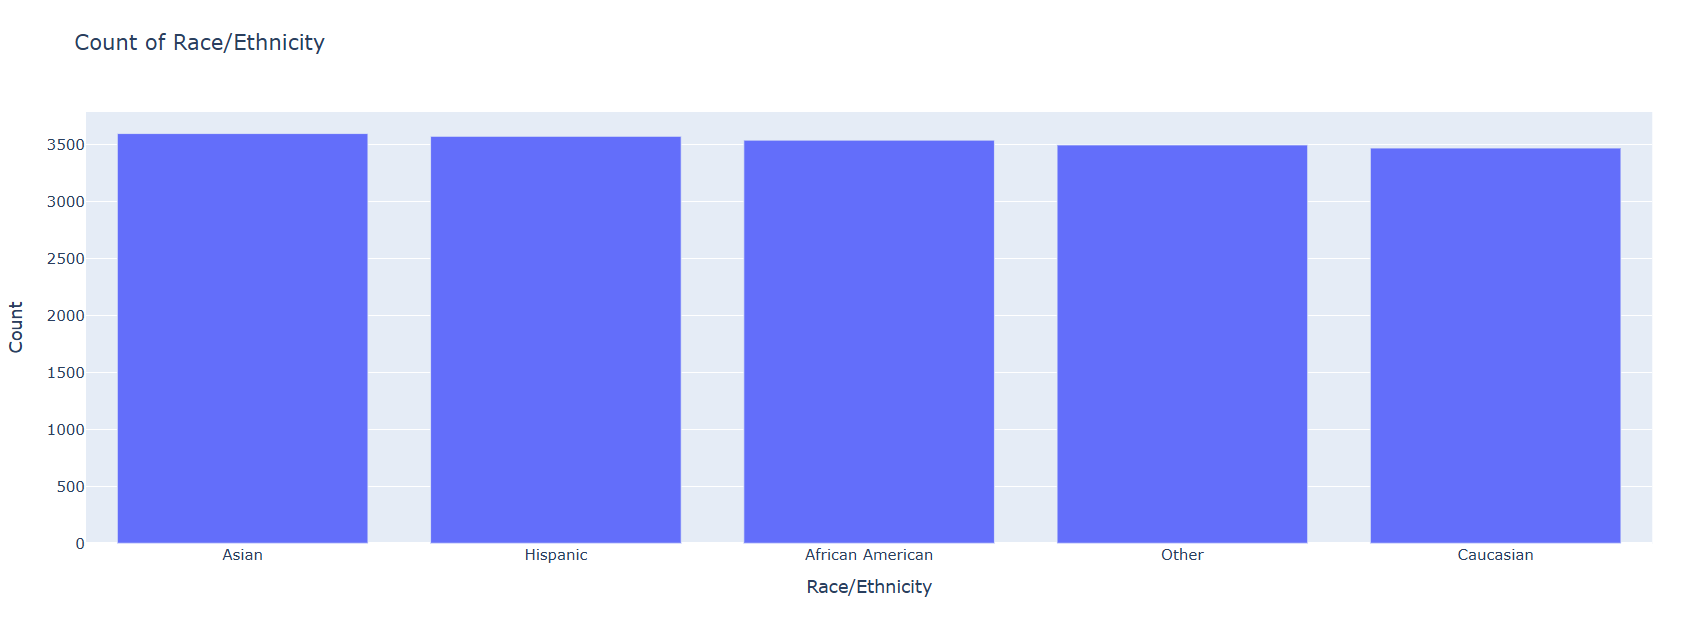 Count of Race/Ethnicity
3500
3000
2500
2000
1500
1000
500
0
Count
Asian Hispanic African American Other Caucasian
Race/Ethnicity